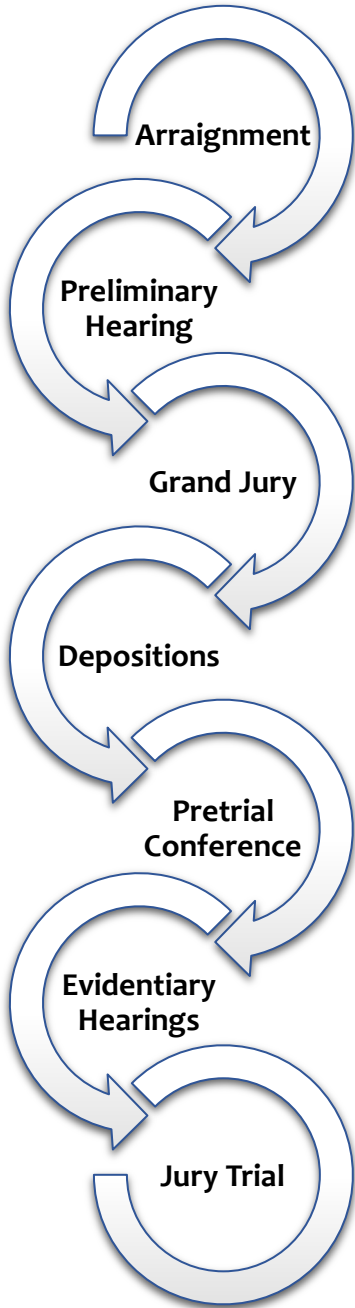 Arraignment
Preliminary
Hearing
Grand Jury
Depositions
Pretrial
Conference
Evidentiary
Hearings
Jury Trial